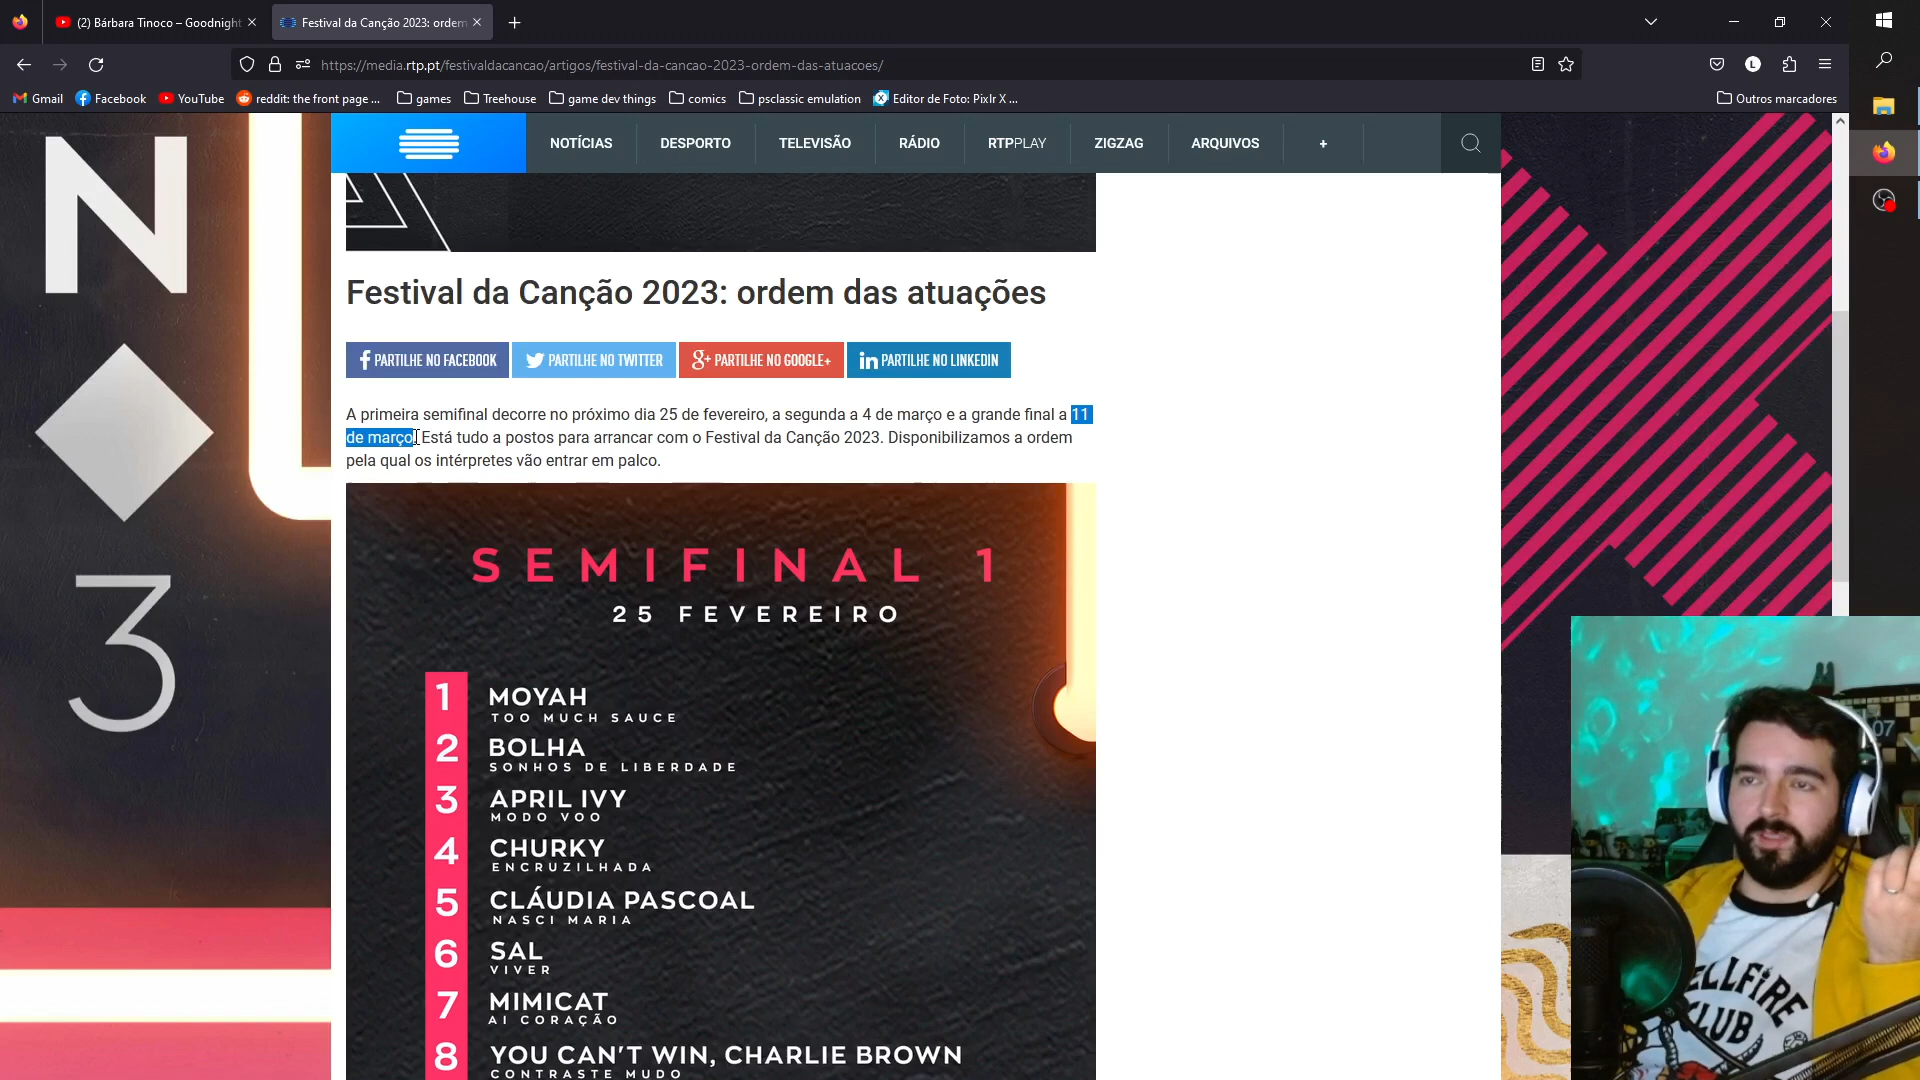 (2) Bárbara Tinoco – Goodnight
Festival da Canção 2023: ordem
https://media.rtp.pt/festivaldacancao/artigos/festival-da-cancao-2023-ordem-das-atuacoes/
L
Gmail
Facebook
YouTube
reddit: the front page ...
games
Treehouse
game dev things
comics
psclassic emulation
Editor de Foto: Pixlr X ...
Outros marcadores
NOTÍCIAS
DESPORTO
TELEVISÃO
RÁDIO
RTPPLAY
ZIGZAG
ARQUIVOS
+
N
3
Festival da Canção 2023: ordem das atuações
PARTILHE NO FACEBOOK
PARTILHE NO TWITTER
g+ PARTILHE NO GOOGLE+
in PARTILHE NO LINKEDIN
A primeira semifinal decorre no próximo dia 25 de fevereiro, a segunda a 4 de março e a grande final a 11
de março. Está tudo a postos para arrancar com o Festival da Canção 2023. Disponibilizamos a ordem
pela qual os intérpretes vão entrar em palco.
SEMIFINAL 1
25 FEVEREIRO
1 MOYAH
TOO MUCH SAUCE
2 BOLHA
SONHOS DE LIBERDADE
3 APRIL IVY
MODO VOO
4 CHURKY
ENCRUZILHADA
5 CLÁUDIA PASCOAL
NASCI MARIA
6 SAL
VIVER
7 MIMICAT
AI CORAÇÃO
8 YOU CAN'T WIN, CHARLIE BROWN
CONTRASTE MUDO
07
ELLFIRE
CLUB